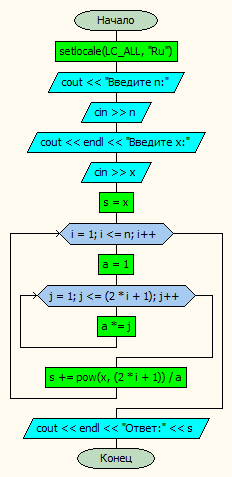 Начало
setlocale(LC_ALL, "Ru")
cout << "Введите n:"
cin >> n
cout << endl << "Введите x:"
cin >> x
s = x
i = 1; i <= n; i++
a = 1
j = 1; j <= (2 * i + 1); j++
a *= j
s += pow(x, (2 * i + 1)) / a
cout << endl << "Ответ:" << s
Конец